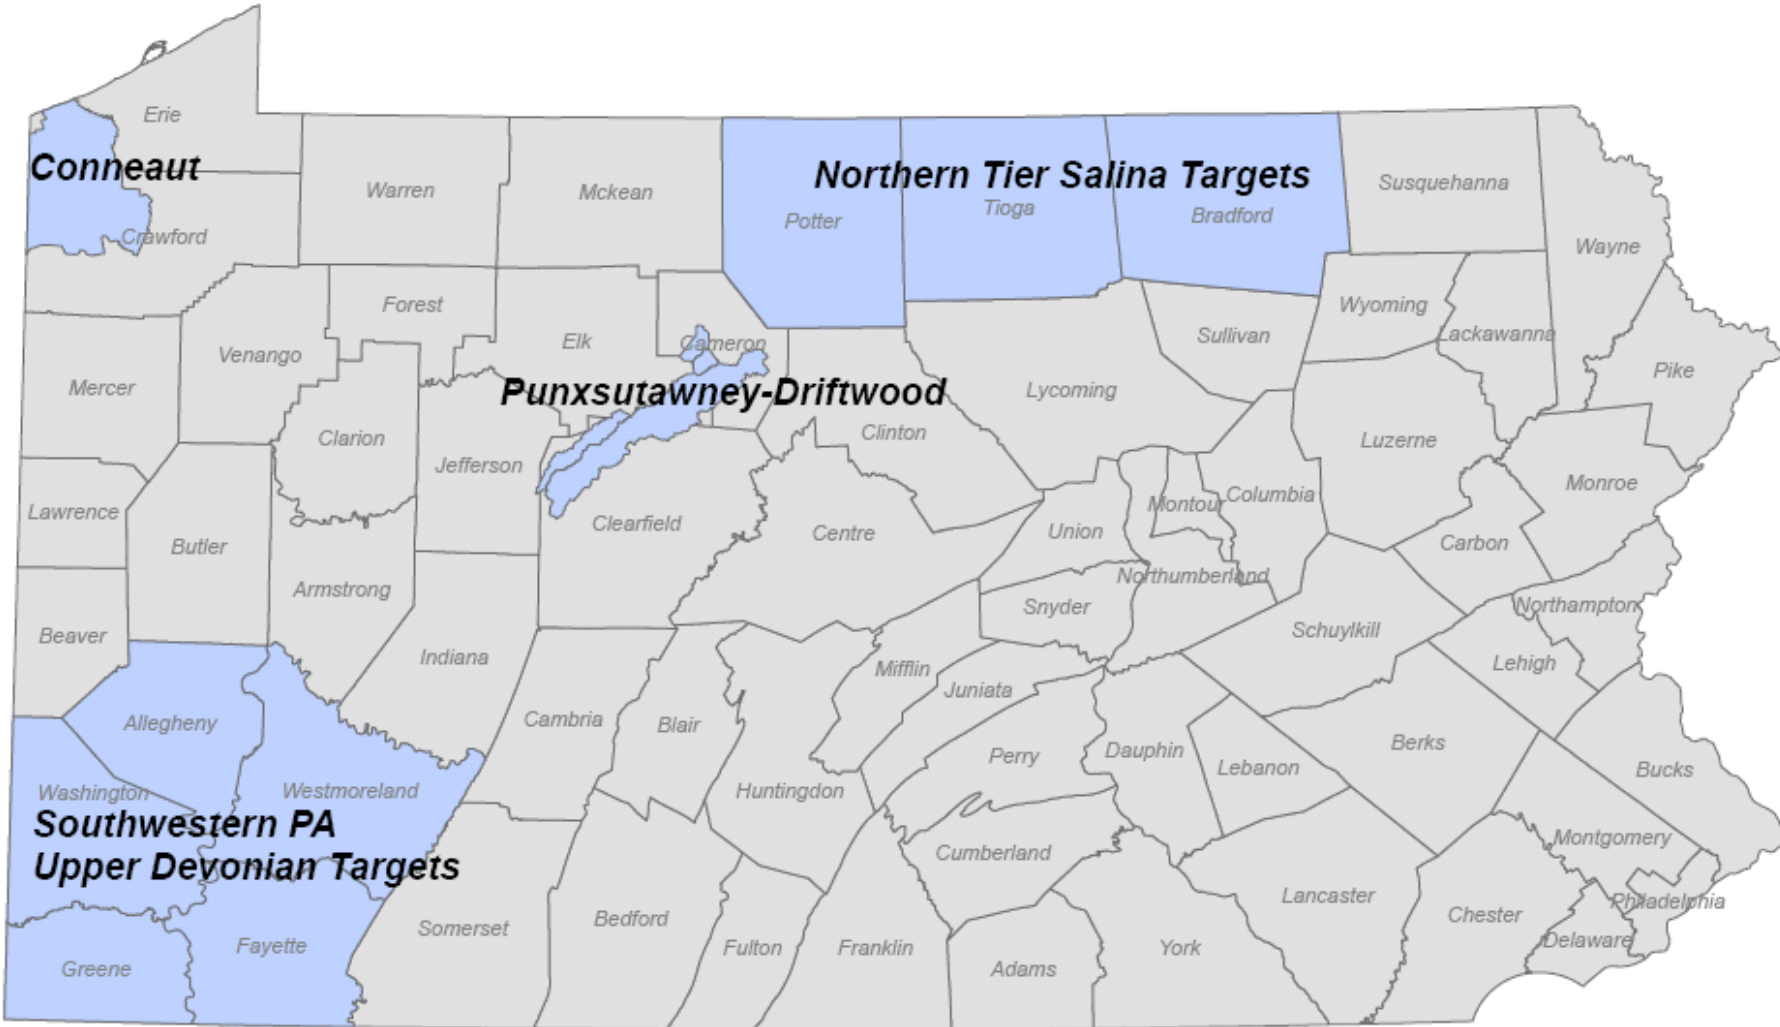 Erie
Conneaut
Warren
Mckean
Northern Tier Salina Targets
Susquehanna
Potter
Tioga
Bradford
Crawford
Wayne
Forest
Wyoming
Elk
Cameron
Sullivan
Lackawanna
Venango
Mercer
Punxsutawney-Driftwood
Lycoming
Pike
Clarion
Clinton
Luzerne
Jefferson
Monroe
Lawrence
Clearfield
Centre
Montour
Columbia
Butler
Union
Carbon
Armstrong
Northumberland
Snyder
Northampton
Beaver
Schuylkill
Indiana
Mifflin
Lehigh
Juniata
Allegheny
Cambria
Blair
Perry
Dauphin
Berks
Lebanon
Bucks
Washington
Westmoreland
Huntingdon
Southwestern PA
Upper Devonian Targets
Cumberland
Montgomery
Lancaster
Philadelphia
Somerset
Bedford
Chester
Greene
Fayette
Fulton
Franklin
Adams
York
Delaware